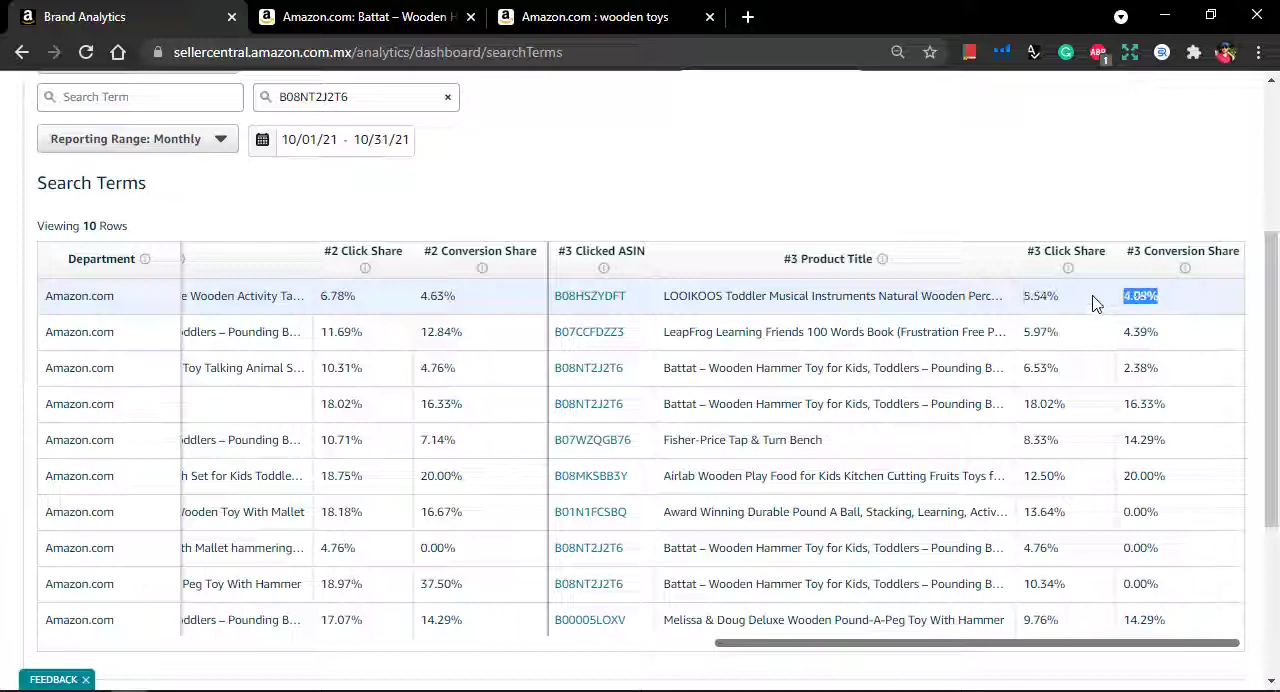 Brand Analytics
Amazon.com: Battat – Wooden H
Amazon.com : wooden toys
sellercentral.amazon.com.mx/analytics/dashboard/searchTerms
Search Term
B08NT2J2T6
Reporting Range: Monthly
10/01/21 - 10/31/21
Search Terms
Viewing 10 Rows
Department #2 Click Share #2 Conversion Share #3 Clicked ASIN #3 Product Title #3 Click Share #3 Conversion Share
Amazon.com e Wooden Activity Ta... 6.78% 4.63% B08HSZYDFT LOOIKOOS Toddler Musical Instruments Natural Wooden Perc... 5.54% 4.09%
Amazon.com ddlers – Pounding B... 11.69% 12.84% B07CCFDZZ3 LeapFrog Learning Friends 100 Words Book (Frustration Free P... 5.97% 4.39%
Amazon.com Toy Talking Animal S... 10.31% 4.76% B08NT2J2T6 Battat – Wooden Hammer Toy for Kids, Toddlers – Pounding B... 6.53% 2.38%
Amazon.com 18.02% 16.33% B08NT2J2T6 Battat – Wooden Hammer Toy for Kids, Toddlers – Pounding B... 18.02% 16.33%
Amazon.com ddlers – Pounding B... 10.71% 7.14% B07WZQGB76 Fisher-Price Tap & Turn Bench 8.33% 14.29%
Amazon.com h Set for Kids Toddle... 18.75% 20.00% B08MKSBB3Y Airlab Wooden Play Food for Kids Kitchen Cutting Fruits Toys f... 12.50% 20.00%
Amazon.com Wooden Toy With Mallet 18.18% 16.67% B01N1FCSBQ Award Winning Durable Pound A Ball, Stacking, Learning, Activ... 13.64% 0.00%
Amazon.com th Mallet hammering... 4.76% 0.00% B08NT2J2T6 Battat – Wooden Hammer Toy for Kids, Toddlers – Pounding B... 4.76% 0.00%
Amazon.com Peg Toy With Hammer 18.97% 37.50% B08NT2J2T6 Battat – Wooden Hammer Toy for Kids, Toddlers – Pounding B... 10.34% 0.00%
Amazon.com ddlers – Pounding B... 17.07% 14.29% B00005LOXV Melissa & Doug Deluxe Wooden Pound-A-Peg Toy With Hammer 9.76% 14.29%
FEEDBACK